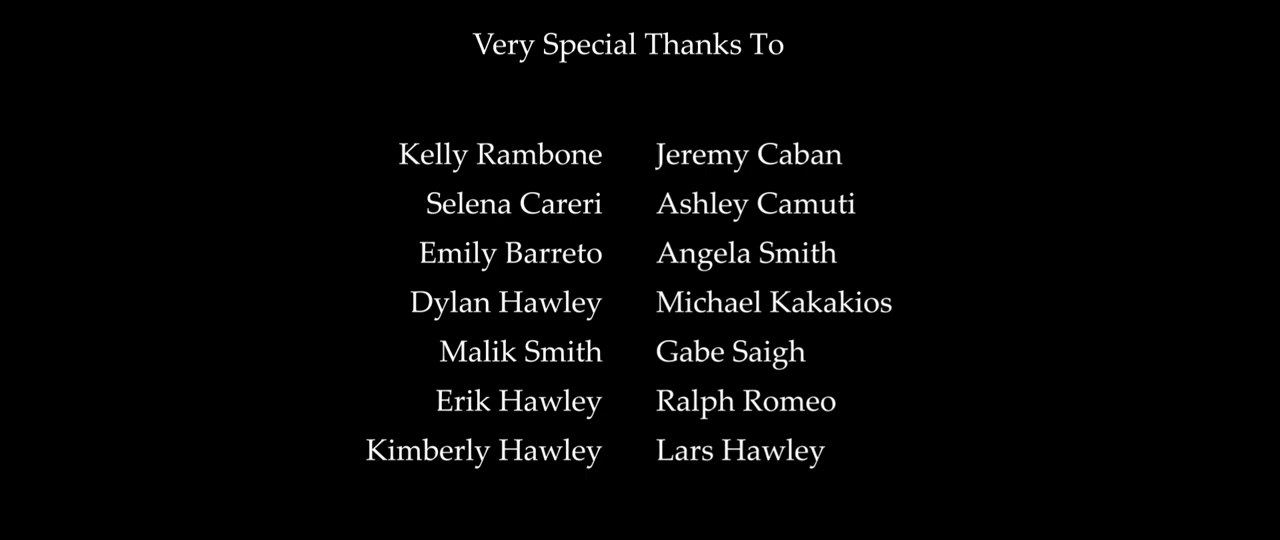 Very Special Thanks To
Kelly Rambone Jeremy Caban
Selena Careri Ashley Camuti
Emily Barreto Angela Smith
Dylan Hawley Michael Kakakios
Malik Smith Gabe Saigh
Erik Hawley Ralph Romeo
Kimberly Hawley Lars Hawley